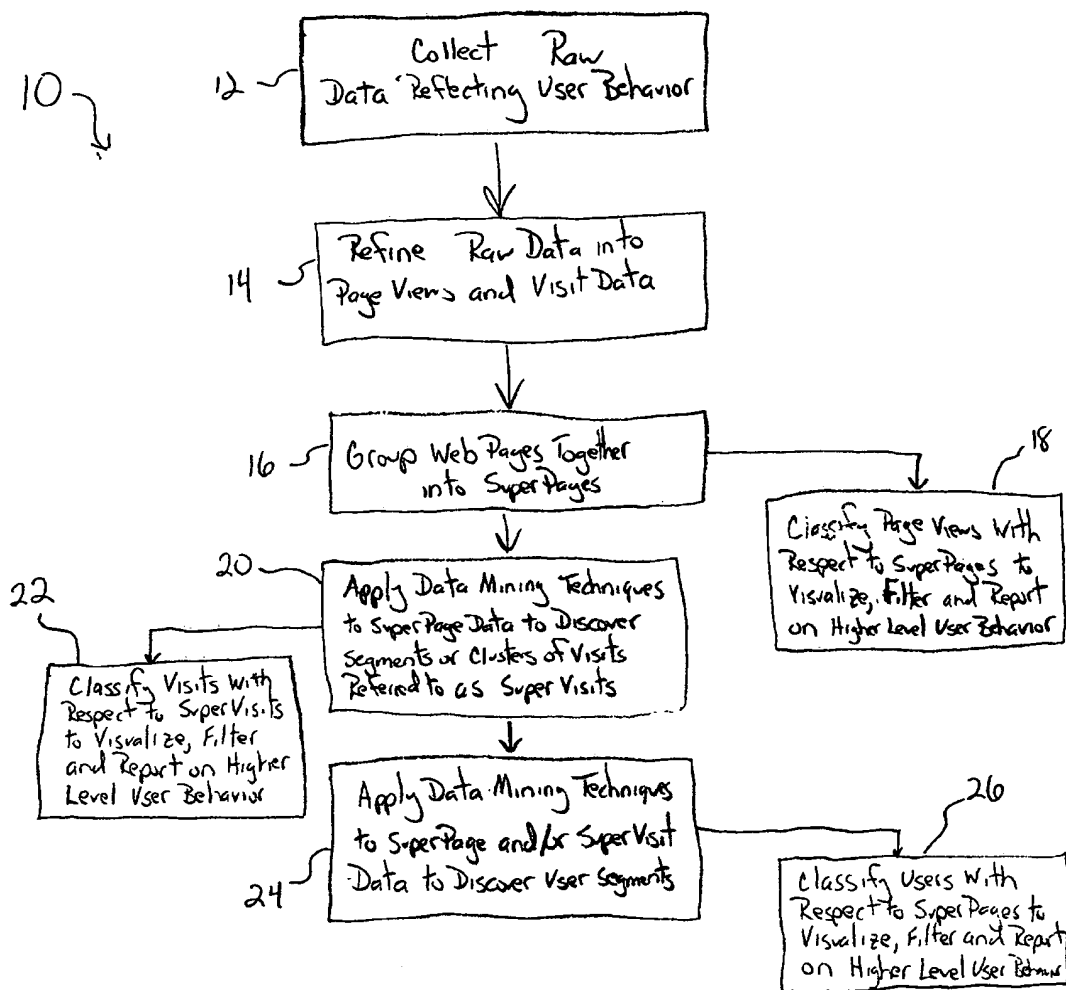 10
12
Collect Raw
Data Reflecting User Behavior
14
Refine Raw Data into
Page Views and Visit Data
16
Group Web Pages Together
into SuperPages
18
Classify Page Views With
Respect to SuperPages to
Visualize, Filter and Report
on Higher Level User Behavior
20
Apply Data Mining Techniques
to SuperPage Data to Discover
Segments or Clusters of Visits
Referred to as Super Visits
22
Classify Visits With
Respect to SuperVisits
to Visualize, Filter
and Report on Higher
Level User Behavior
24
Apply Data Mining Techniques
to SuperPage and/or SuperVisit
Data to Discover User Segments
26
Classify Users With
Respect to SuperPages to
Visualize, Filter and Report
on Higher Level User Behavior